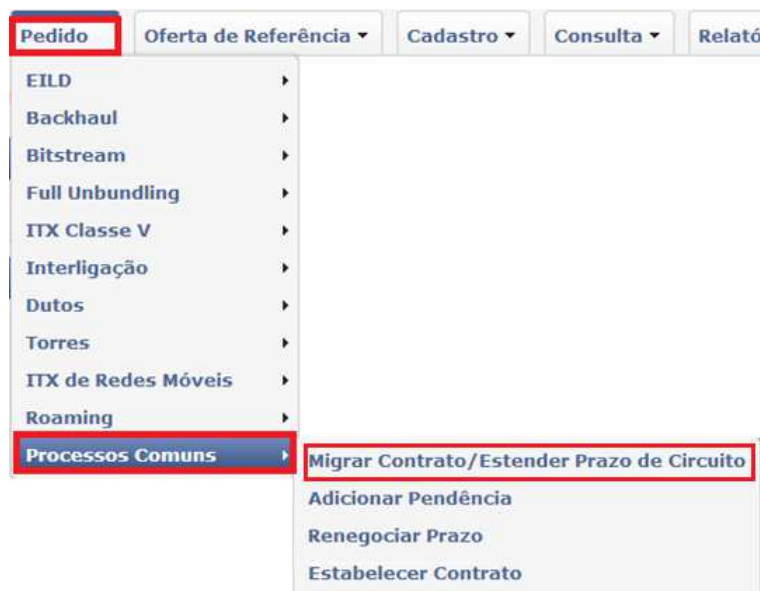 Pedido Oferta de Referência Cadastro Consulta Relató
EILD
Backhaul
Bitstream
Full Unbundling
ITX Classe V
Interligação
Dutos
Torres
ITX de Redes Móveis
Roaming
Processos Comuns
Migrar Contrato/Estender Prazo de Circuito
Adicionar Pendência
Renegociar Prazo
Estabelecer Contrato